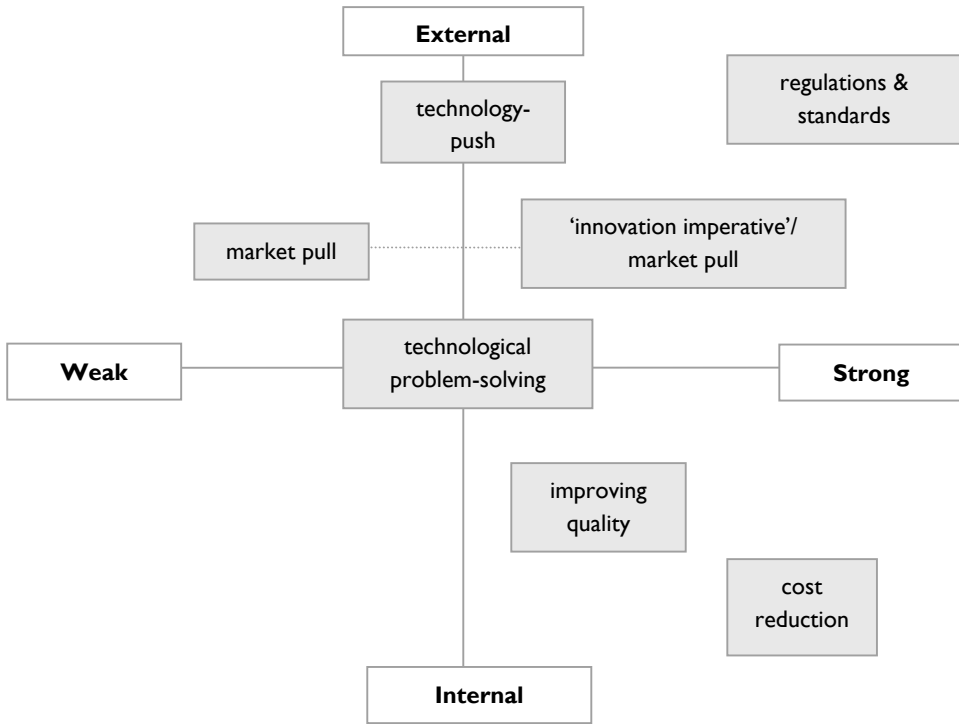 External
technology-
push
regulations &
standards
market pull
‘innovation imperative’/
market pull
Weak
technological
problem-solving
Strong
improving
quality
cost
reduction
Internal